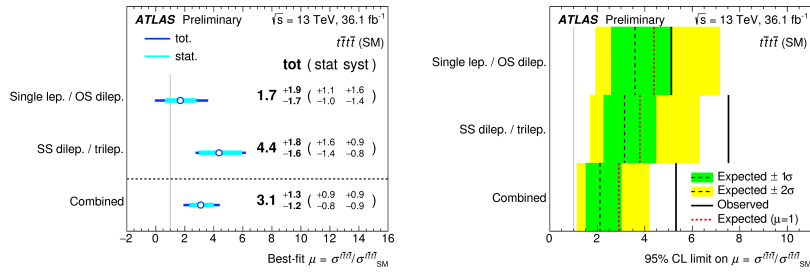 ATLAS Preliminary √s = 13 TeV, 36.1 fb⁻¹
tot. tt̄tt̄ (SM)
stat.
tot ( stat syst )
Single lep. / OS dilep. 1.7 +1.9 −1.7 ( +1.1 −1.0 +1.6 −1.4 )
SS dilep. / trilep. 4.4 +1.8 −1.6 ( +1.6 −1.4 +0.9 −0.8 )
Combined 3.1 +1.3 −1.2 ( +0.9 −0.8 +0.9 −0.9 )
−2 0 2 4 6 8 10 12 14 16
Best-fit μ = σ^tt̄tt̄/σ^tt̄tt̄_SM
ATLAS Preliminary √s = 13 TeV, 36.1 fb⁻¹
tt̄tt̄ (SM)
Single lep. / OS dilep.
SS dilep. / trilep.
Combined
Expected ± 1σ
Expected ± 2σ
Observed
Expected (μ=1)
0 2 4 6 8 10
95% CL limit on μ = σ^tt̄tt̄/σ^tt̄tt̄_SM